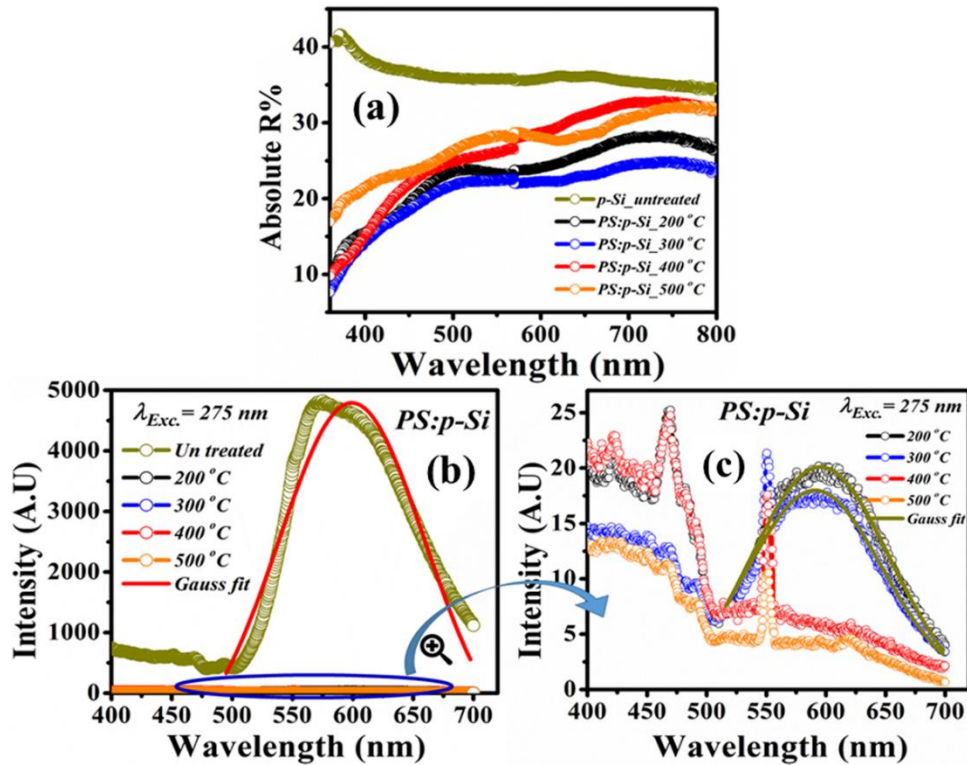 40
30
20
10
Absolute R%
(a)
p-Si_untreated
PS:p-Si_200°C
PS:p-Si_300°C
PS:p-Si_400°C
PS:p-Si_500°C
400 500 600 700 800
Wavelength (nm)
5000
4000
3000
2000
1000
0
Intensity (A.U)
λExc.= 275 nm
PS:p-Si
(b)
Un treated
200°C
300°C
400°C
500°C
Gauss fit
400 450 500 550 600 650 700
Wavelength (nm)
25
20
15
10
5
0
Intensity (A.U)
PS:p-Si
λExc.= 275 nm
(c)
200°C
300°C
400°C
500°C
Gauss fit
400 450 500 550 600 650 700
Wavelength (nm)